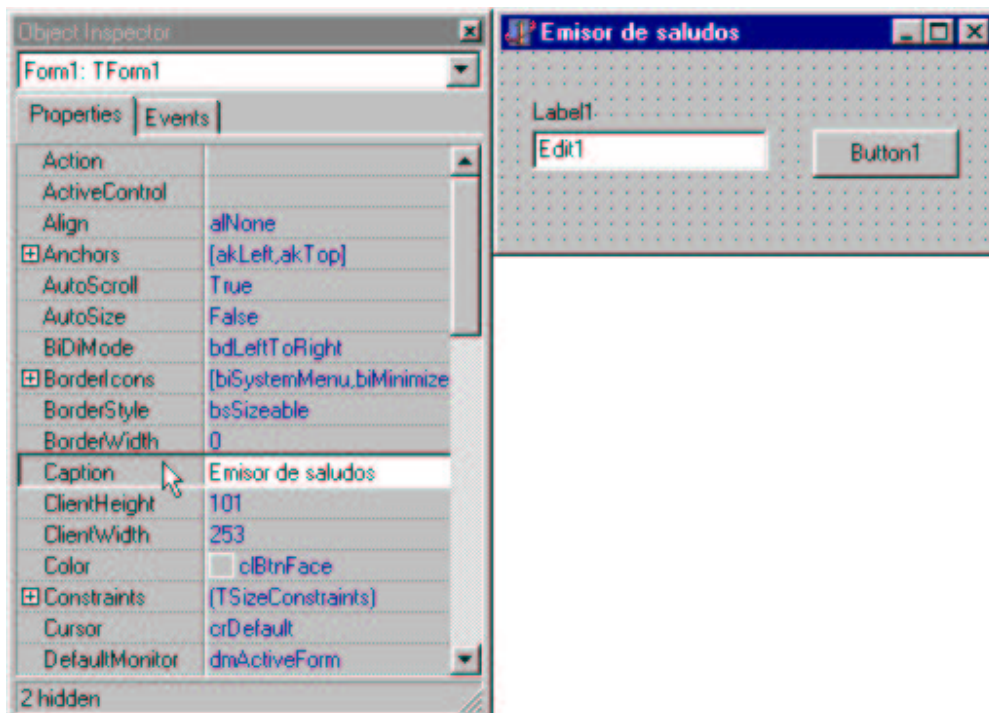 Object Inspector
Form1: TForm1
Properties Events
Action
ActiveControl
Align alNone
Anchors [akLeft,akTop]
AutoScroll True
AutoSize False
BiDiMode bdLeftToRight
BorderIcons [biSystemMenu,biMinimize
BorderStyle bsSizeable
BorderWidth 0
Caption Emisor de saludos
ClientHeight 101
ClientWidth 253
Color clBtnFace
Constraints (TSizeConstraints)
Cursor crDefault
DefaultMonitor dmActiveForm
2 hidden
Emisor de saludos
Label1
Edit1
Button1